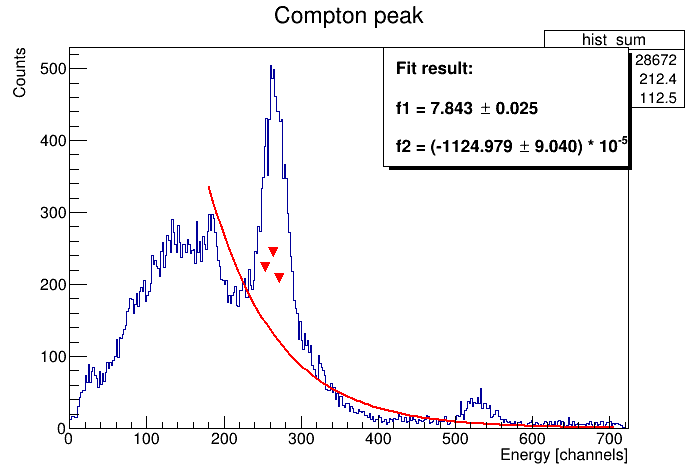 Compton peak
hist_sum
28672
212.4
112.5
Fit result:
f1 = 7.843 ± 0.025
f2 = (-1124.979 ± 9.040) * 10^-5
Counts
500
400
300
200
100
0
0 100 200 300 400 500 600 700
Energy [channels]